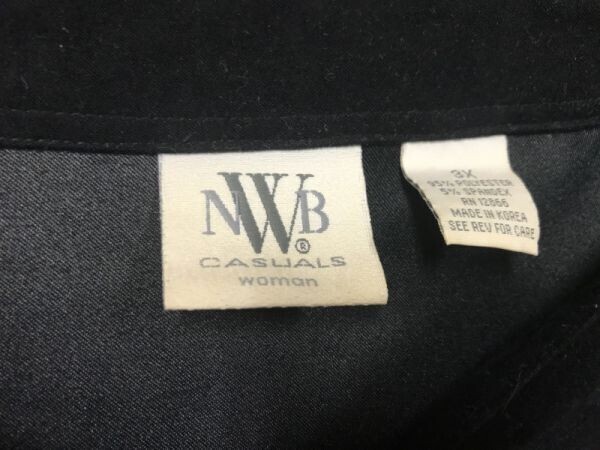 NWB®
CASUALS
woman
3X
95% POLYESTER
5% SPANDEX
RN 12866
MADE IN KOREA
SEE REV FOR CARE